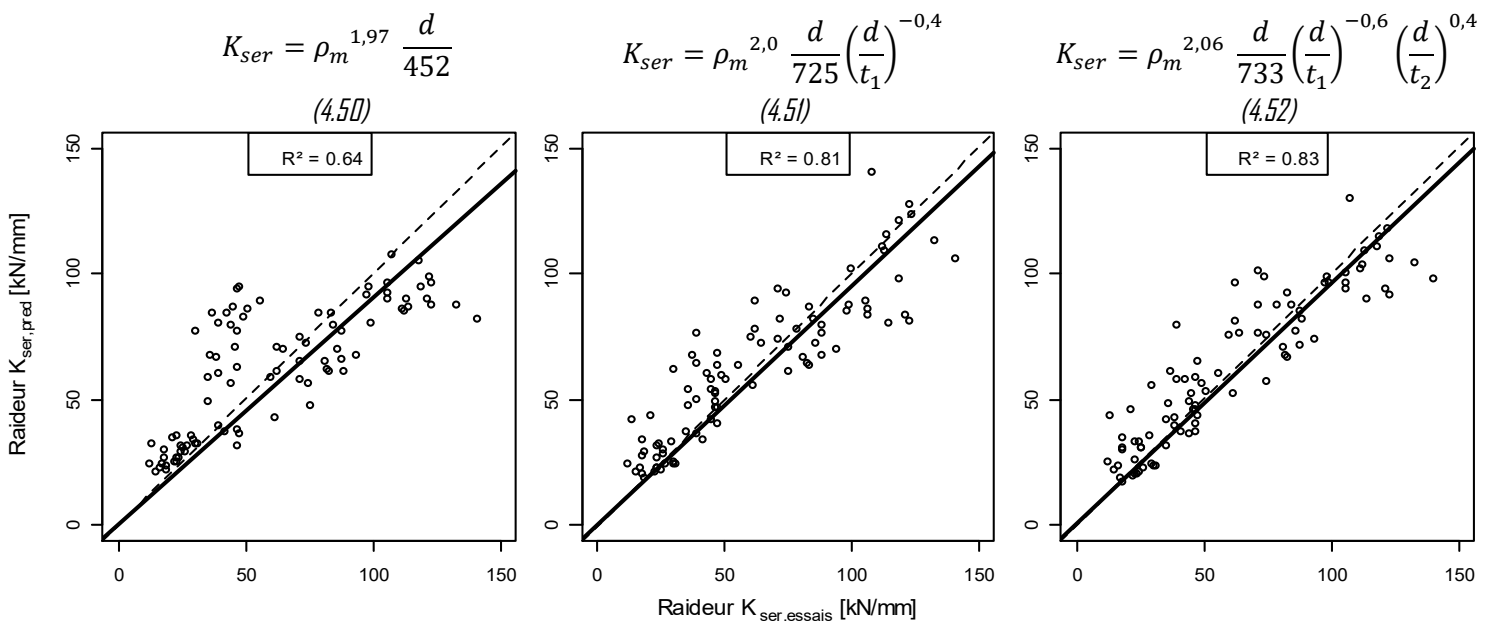 K_ser = ρ_m^1,97 d/452
(4.50)
K_ser = ρ_m^2,0 d/725 (d/t_1)^−0,4
(4.51)
K_ser = ρ_m^2,06 d/733 (d/t_1)^−0,6 (d/t_2)^0,4
(4.52)
R² = 0.64
R² = 0.81
R² = 0.83
Raideur K_ser,pred [kN/mm]
150
100
50
0
0 50 100 150
150
100
50
0
0 50 100 150
150
100
50
0
0 50 100 150
Raideur K_ser,essais [kN/mm]